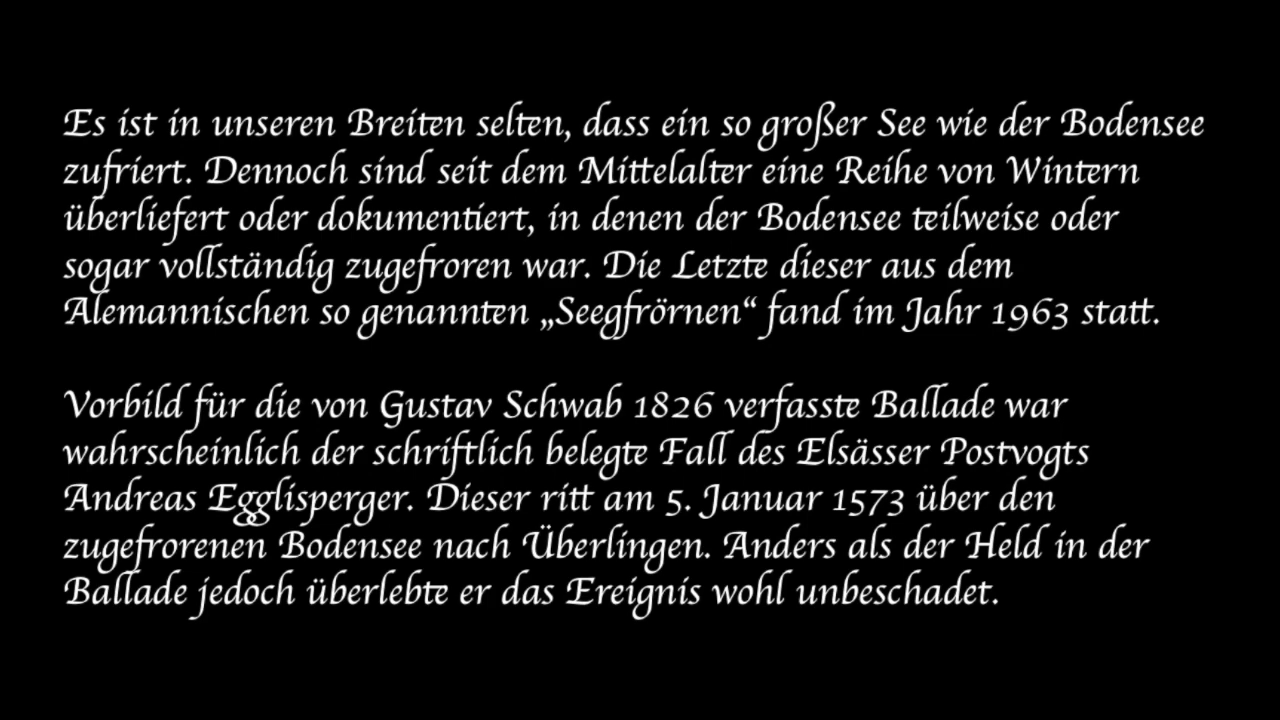 Es ist in unseren Breiten selten, dass ein so großer See wie der Bodensee
zufriert. Dennoch sind seit dem Mittelalter eine Reihe von Wintern
überliefert oder dokumentiert, in denen der Bodensee teilweise oder
sogar vollständig zugefroren war. Die Letzte dieser aus dem
Alemannischen so genannten „Seegfrörnen“ fand im Jahr 1963 statt.

Vorbild für die von Gustav Schwab 1826 verfasste Ballade war
wahrscheinlich der schriftlich belegte Fall des Elsässer Postvogts
Andreas Egglisperger. Dieser ritt am 5. Januar 1573 über den
zugefrorenen Bodensee nach Überlingen. Anders als der Held in der
Ballade jedoch überlebte er das Ereignis wohl unbeschadet.